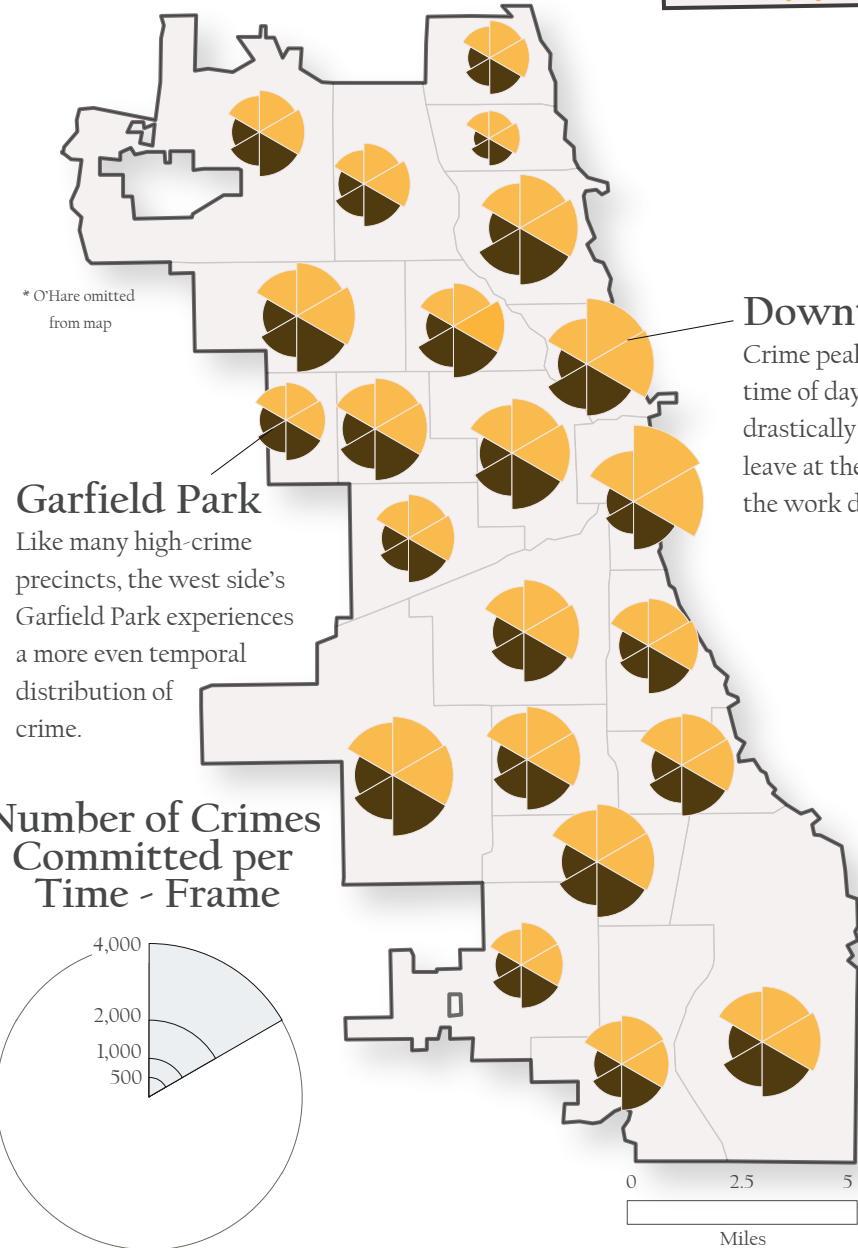 * O'Hare omitted
from map
Garfield Park
Like many high-crime
precincts, the west side's
Garfield Park experiences
a more even temporal
distribution of
crime.
Crime
time of day
drastically
leave at the
the work
Number of Crimes
Committed per
Time - Frame
4,000
2,000
1,000
500
0
2.5
5
Miles